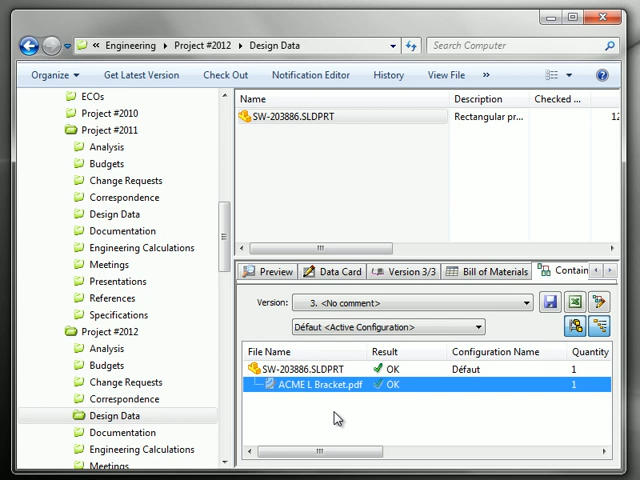 « Engineering ▸ Project #2012 ▸ Design Data
Search Computer
Organize Get Latest Version Check Out Notification Editor History View File »
ECOs
Project #2010
Project #2011
Analysis
Budgets
Change Requests
Correspondence
Design Data
Documentation
Engineering Calculations
Meetings
Presentations
References
Specifications
Project #2012
Analysis
Budgets
Change Requests
Correspondence
Design Data
Documentation
Engineering Calculations
Meetings
Name Description Checked ...
SW-203886.SLDPRT Rectangular pr... 12
Preview Data Card Version 3/3 Bill of Materials Contain
Version: 3. <No comment>
Défaut <Active Configuration>
File Name Result Configuration Name Quantity
SW-203886.SLDPRT OK Défaut 1
ACME L Bracket.pdf OK 1